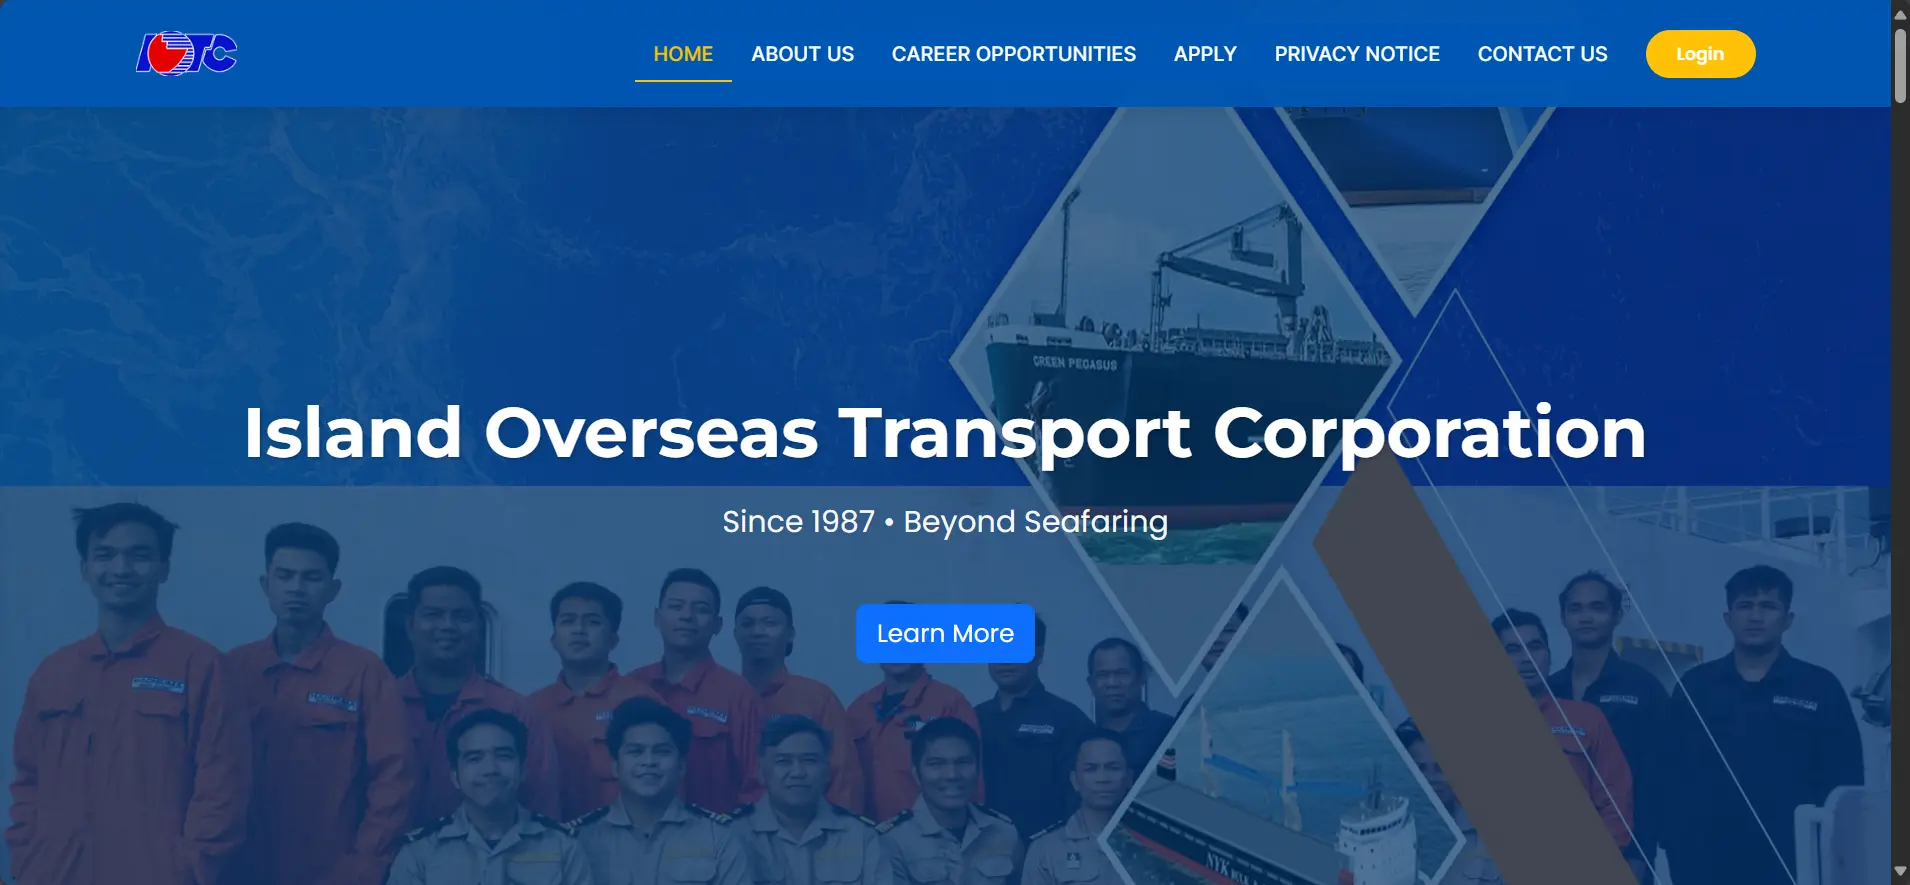 IOTC
HOME
ABOUT US
CAREER OPPORTUNITIES
APPLY
PRIVACY NOTICE
CONTACT US
Login
GREEN PEGASUS
Island Overseas Transport Corporation
Since 1987 • Beyond Seafaring
Learn More
NYK